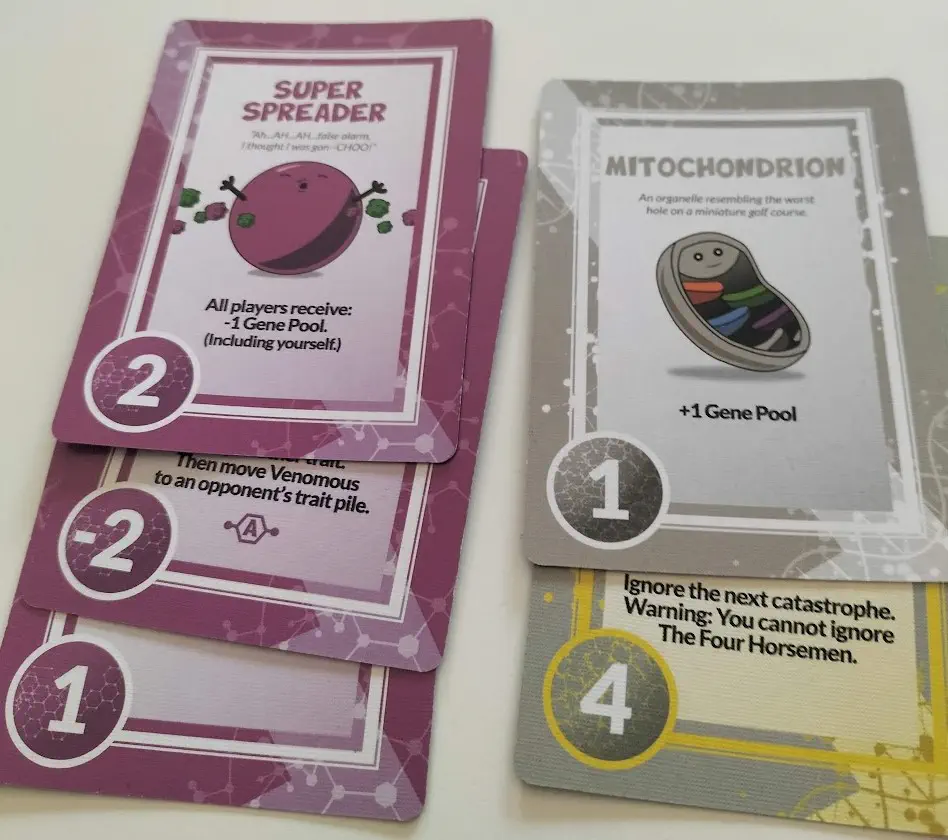 SUPER
SPREADER
"Ah...AH...AH...false alarm,
I thought I was gon--CHOO!"
All players receive:
-1 Gene Pool.
(Including yourself.)
2
trait.
Then move Venomous
to an opponent's trait pile.
A
-2
1
MITOCHONDRION
An organelle resembling the worst
hole on a miniature golf course.
+1 Gene Pool
1
Ignore the next catastrophe.
Warning: You cannot ignore
The Four Horsemen.
4